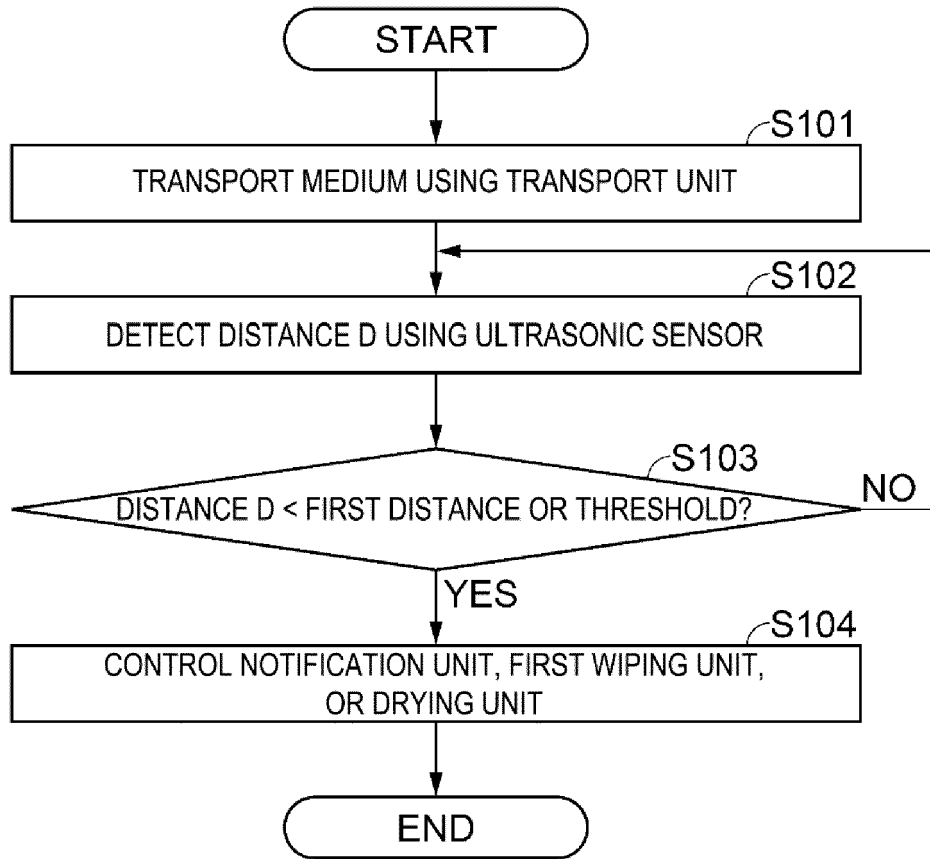 START
S101
TRANSPORT MEDIUM USING TRANSPORT UNIT
S102
DETECT DISTANCE D USING ULTRASONIC SENSOR
S103
DISTANCE D < FIRST DISTANCE OR THRESHOLD?
NO
YES
S104
CONTROL NOTIFICATION UNIT, FIRST WIPING UNIT,
OR DRYING UNIT
END